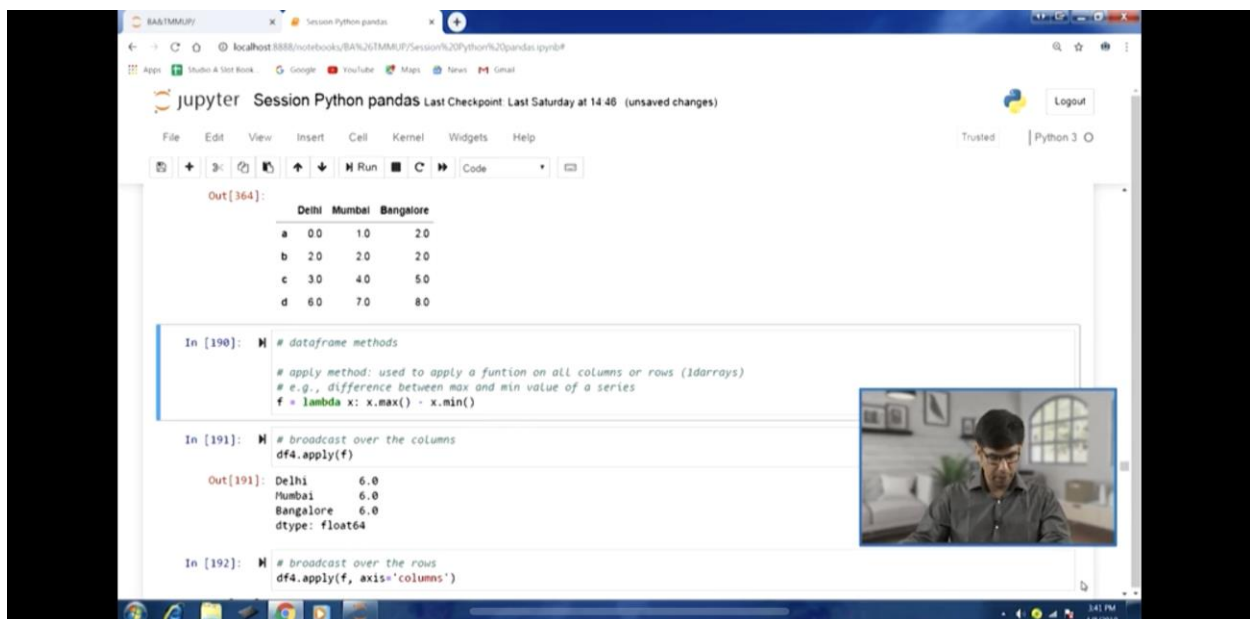 BA&TMMUP/
Session Python pandas
localhost:8888/notebooks/BA%26TMMUP/Session%20Python%20pandas.ipynb#
Apps Studio A Slot Book Google YouTube Maps News Gmail
jupyter Session Python pandas Last Checkpoint: Last Saturday at 14:46 (unsaved changes)
Logout
File Edit View Insert Cell Kernel Widgets Help
Trusted Python 3
Run Code
Out[364]:
Delhi Mumbai Bangalore
a 0.0 1.0 2.0
b 2.0 2.0 2.0
c 3.0 4.0 5.0
d 6.0 7.0 8.0
In [190]: # dataframe methods
# apply method: used to apply a funtion on all columns or rows (1darrays)
# e.g., difference between max and min value of a series
f = lambda x: x.max() - x.min()
In [191]: # broadcast over the columns
df4.apply(f)
Out[191]: Delhi 6.0
Mumbai 6.0
Bangalore 6.0
dtype: float64
In [192]: # broadcast over the rows
df4.apply(f, axis='columns')
3:41 PM